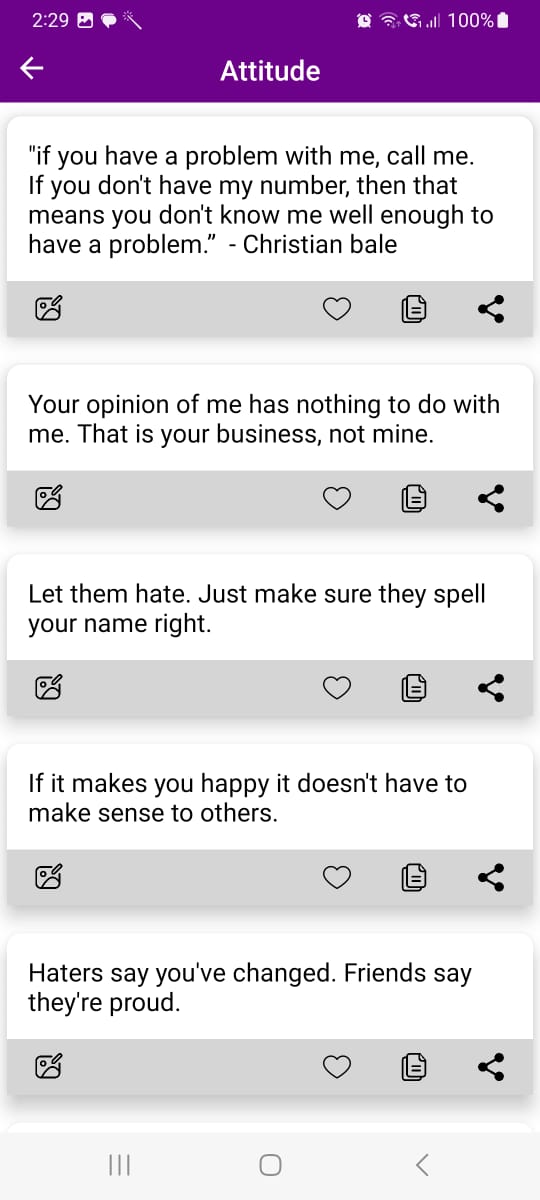 2:29 100%
Attitude
"if you have a problem with me, call me.
If you don't have my number, then that
means you don't know me well enough to
have a problem.”  - Christian bale
Your opinion of me has nothing to do with
me. That is your business, not mine.
Let them hate. Just make sure they spell
your name right.
If it makes you happy it doesn't have to
make sense to others.
Haters say you've changed. Friends say
they're proud.